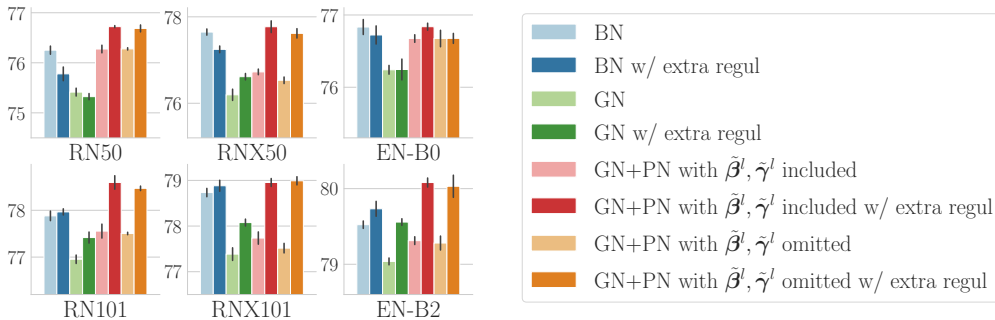 77
76
75
RN50
78
76
RNX50
77
76
EN-B0
78
77
RN101
79
78
77
RNX101
80
79
EN-B2
BN
BN w/ extra regul
GN
GN w/ extra regul
GN+PN with β̃^l, γ̃^l included
GN+PN with β̃^l, γ̃^l included w/ extra regul
GN+PN with β̃^l, γ̃^l omitted
GN+PN with β̃^l, γ̃^l omitted w/ extra regul